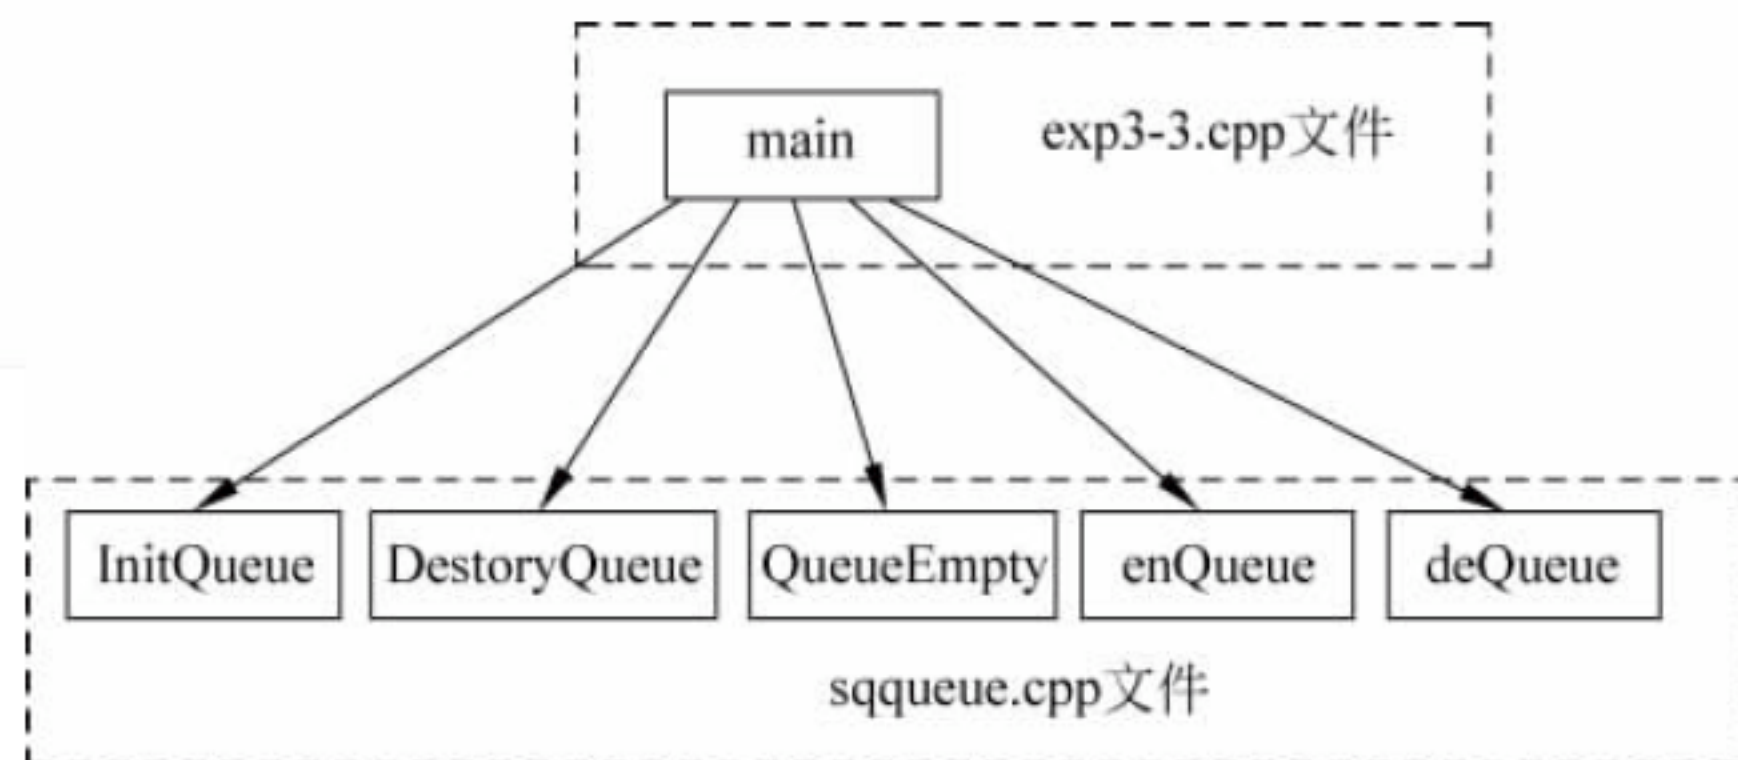 main
exp3-3.cpp文件
InitQueue
DestoryQueue
QueueEmpty
enQueue
deQueue
sqqueue.cpp文件